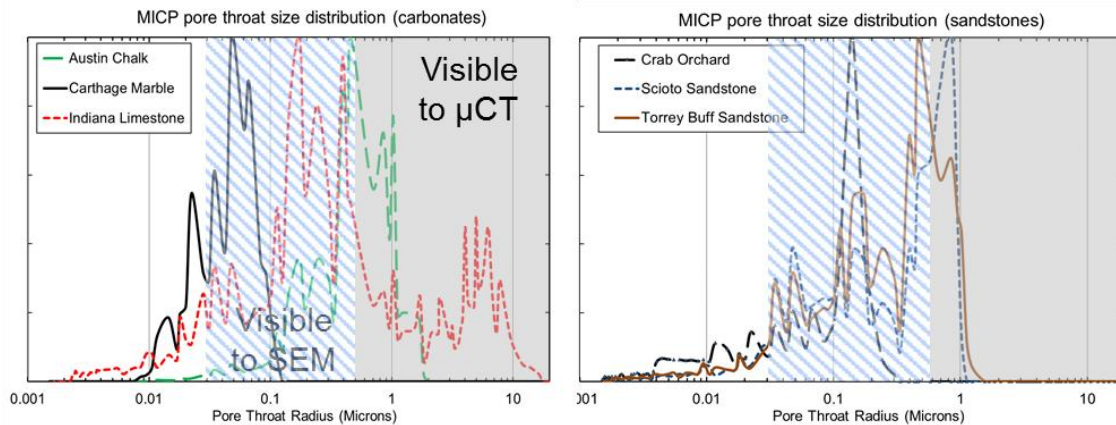 MICP pore throat size distribution (carbonates)
Austin Chalk
Carthage Marble
Indiana Limestone
Visible
to μCT
Visible
to SEM
0.001 0.01 0.1 1 10
Pore Throat Radius (Microns)
MICP pore throat size distribution (sandstones)
Crab Orchard
Scioto Sandstone
Torrey Buff Sandstone
001 0.01 0.1 1 10
Pore Throat Radius (Microns)